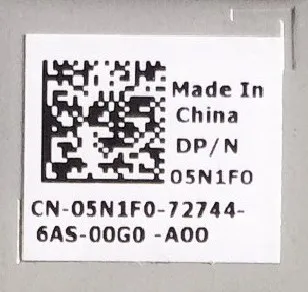 Made In
China
DP/N
05N1F0
CN-05N1F0-72744-
6AS-00G0 -A00